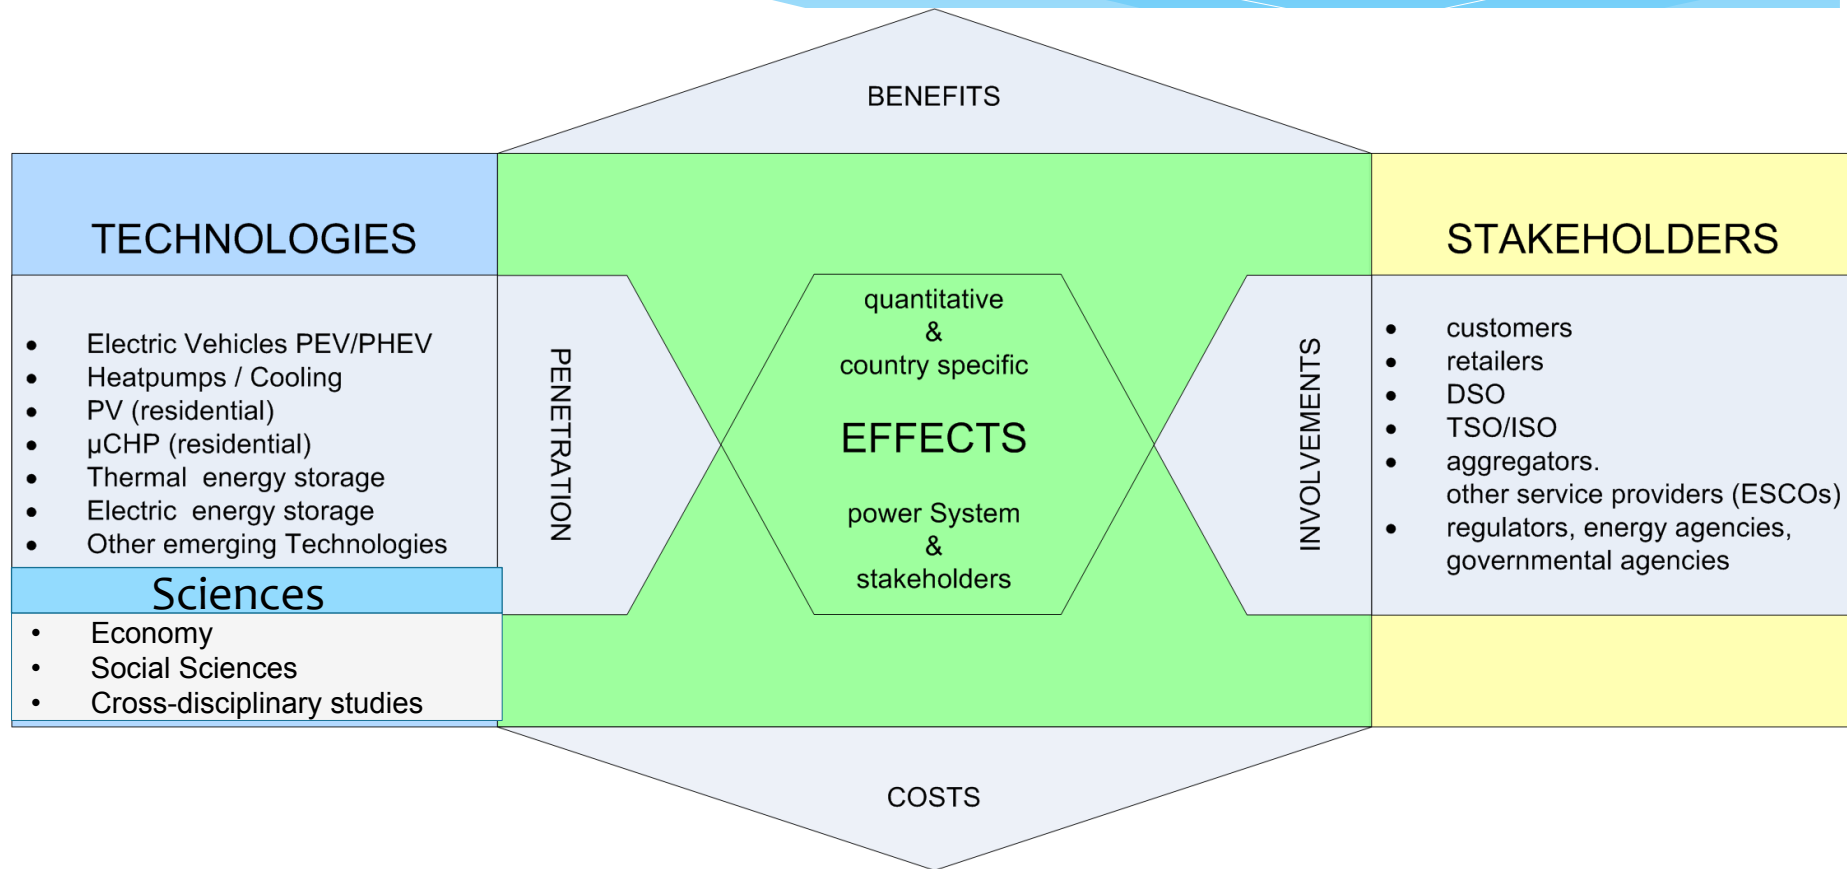 BENEFITS
TECHNOLOGIES
• Electric Vehicles PEV/PHEV
• Heatpumps / Cooling
• PV (residential)
• µCHP (residential)
• Thermal energy storage
• Electric energy storage
• Other emerging Technologies
Sciences
• Economy
• Social Sciences
• Cross-disciplinary studies
PENETRATION
quantitative
&
country specific
EFFECTS
power System
&
stakeholders
INVOLVEMENTS
STAKEHOLDERS
• customers
• retailers
• DSO
• TSO/ISO
• aggregators.
other service providers (ESCOs)
• regulators, energy agencies,
governmental agencies
COSTS